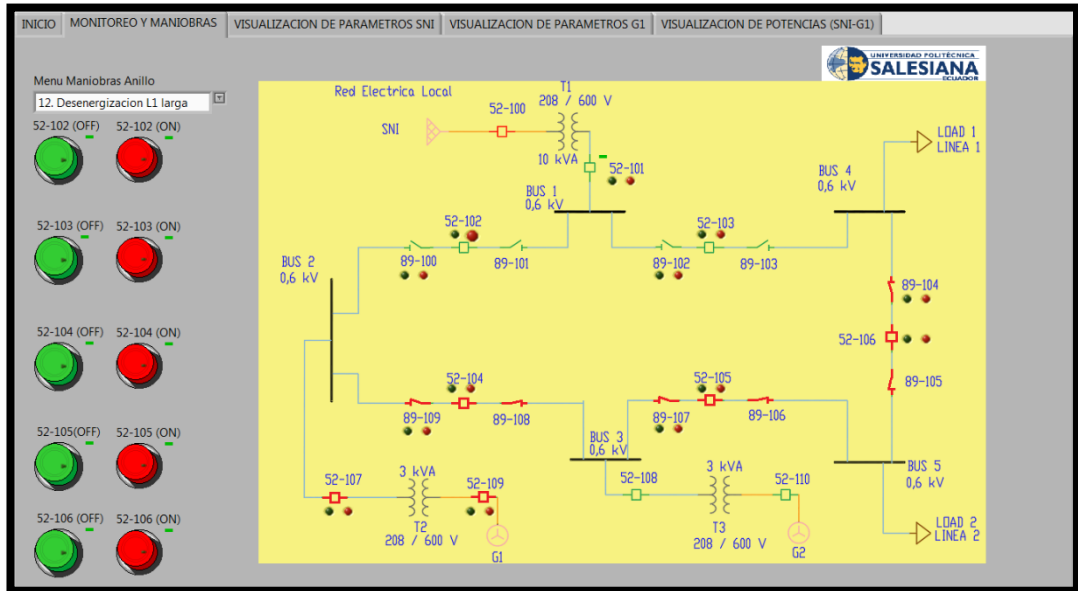 INICIO
MONITOREO Y MANIOBRAS
VISUALIZACION DE PARAMETROS SNI
VISUALIZACION DE PARAMETROS G1
VISUALIZACION DE POTENCIAS (SNI-G1)
UNIVERSIDAD POLITÉCNICA
SALESIANA
ECUADOR
Menu Maniobras Anillo
12. Desenergizacion L1 larga
52-102 (OFF)
52-102 (ON)
52-103 (OFF)
52-103 (ON)
52-104 (OFF)
52-104 (ON)
52-105(OFF)
52-105 (ON)
52-106 (OFF)
52-106 (ON)
Red Electrica Local
T1
208 / 600 V
52-100
SNI
10 kVA
52-101
BUS 1
0,6 kV
BUS 4
0,6 kV
LOAD 1
LINEA 1
52-102
52-103
89-100
89-101
89-102
89-103
BUS 2
0,6 kV
89-104
52-106
89-105
52-104
52-105
89-109
89-108
89-107
89-106
BUS 3
0,6 kV
BUS 5
0,6 kV
52-107
3 kVA
52-109
52-108
3 kVA
52-110
T2
208 / 600 V
G1
T3
208 / 600 V
G2
LOAD 2
LINEA 2